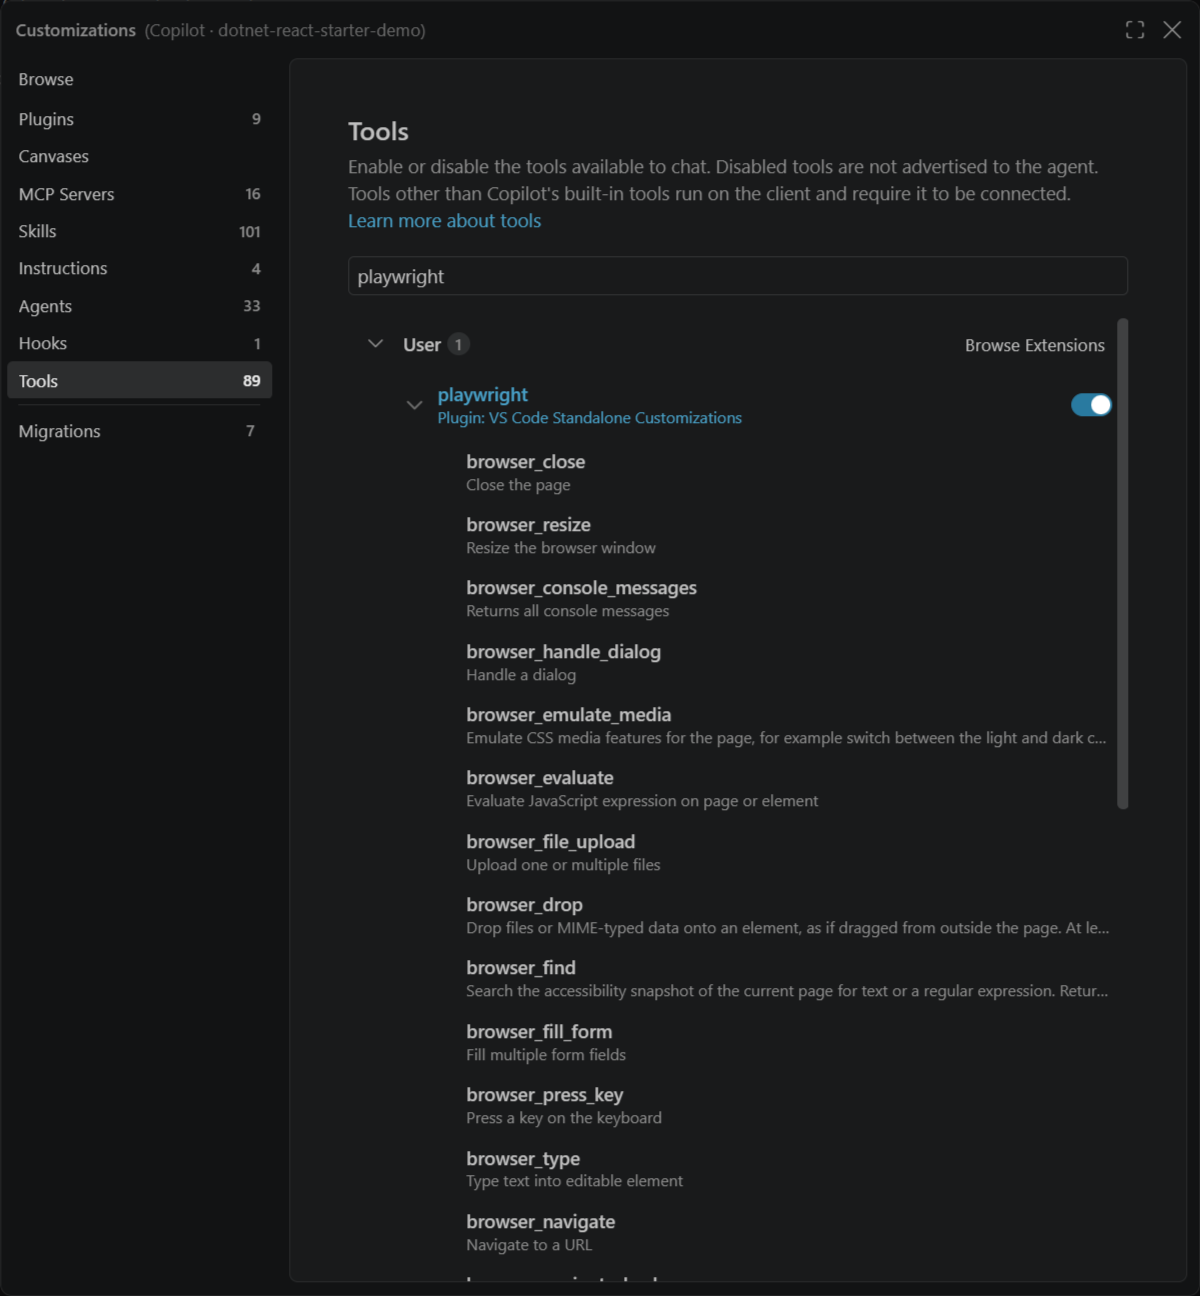 Customizations (Copilot · dotnet-react-starter-demo)
Browse
Plugins 9
Canvases
MCP Servers 16
Skills 101
Instructions 4
Agents 33
Hooks 1
Tools 89
Migrations 7
Tools
Enable or disable the tools available to chat. Disabled tools are not advertised to the agent.
Tools other than Copilot's built-in tools run on the client and require it to be connected.
Learn more about tools
playwright
User 1 Browse Extensions
playwright
Plugin: VS Code Standalone Customizations
browser_close
Close the page
browser_resize
Resize the browser window
browser_console_messages
Returns all console messages
browser_handle_dialog
Handle a dialog
browser_emulate_media
Emulate CSS media features for the page, for example switch between the light and dark c...
browser_evaluate
Evaluate JavaScript expression on page or element
browser_file_upload
Upload one or multiple files
browser_drop
Drop files or MIME-typed data onto an element, as if dragged from outside the page. At le...
browser_find
Search the accessibility snapshot of the current page for text or a regular expression. Retur...
browser_fill_form
Fill multiple form fields
browser_press_key
Press a key on the keyboard
browser_type
Type text into editable element
browser_navigate
Navigate to a URL